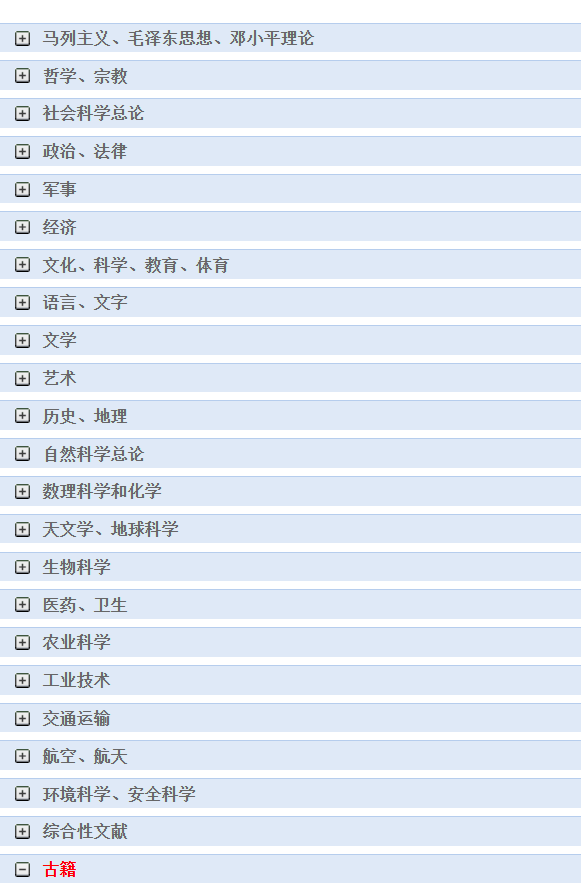 马列主义、毛泽东思想、邓小平理论
哲学、宗教
社会科学总论
政治、法律
军事
经济
文化、科学、教育、体育
语言、文字
文学
艺术
历史、地理
自然科学总论
数理科学和化学
天文学、地球科学
生物科学
医药、卫生
农业科学
工业技术
交通运输
航空、航天
环境科学、安全科学
综合性文献
古籍